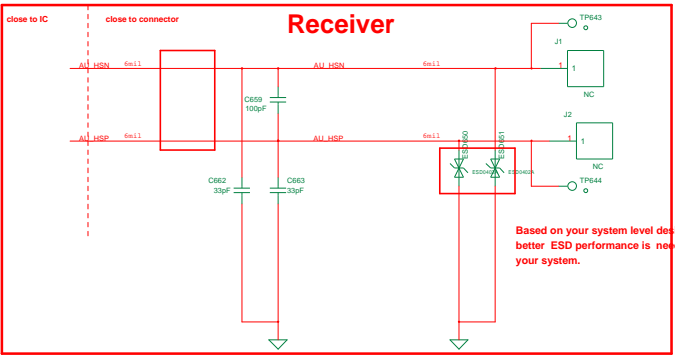 close to IC
close to connector
Receiver
TP643
J1
AU_HSN
6mil
AU_HSN
6mil
1
1
C659
100pF
NC
J2
AU_HSP
6mil
AU_HSP
6mil
ESD650
ESD651
1
1
NC
C662
33pF
C663
33pF
ESD0402A
TP644
Based on your system level des
better ESD performance is nee
your system.